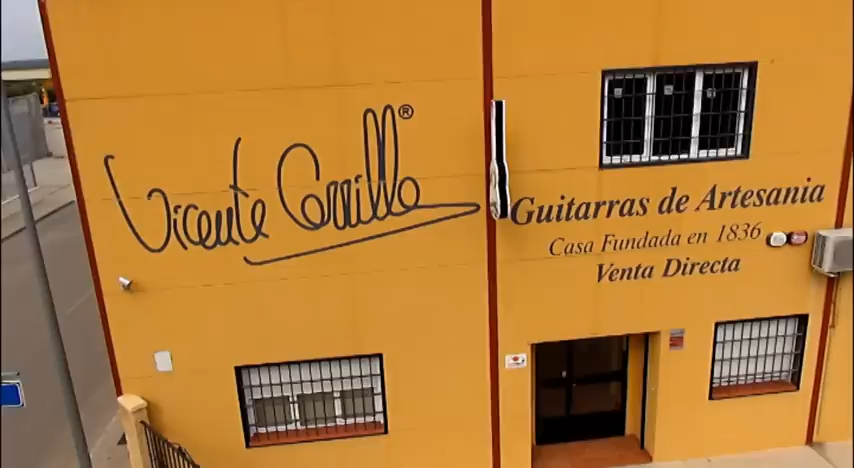 Vicente Carrillo®
Guitarras de Artesania
Casa Fundada en 1836
Venta Directa